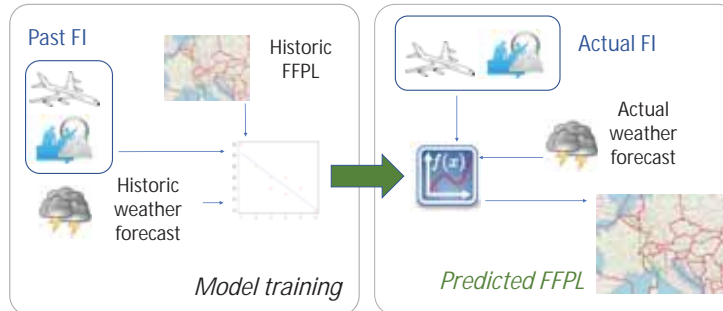 Past FI
Historic
FFPL
Historic
weather
forecast
Model training
Actual FI
f(x)
Actual
weather
forecast
Predicted FFPL